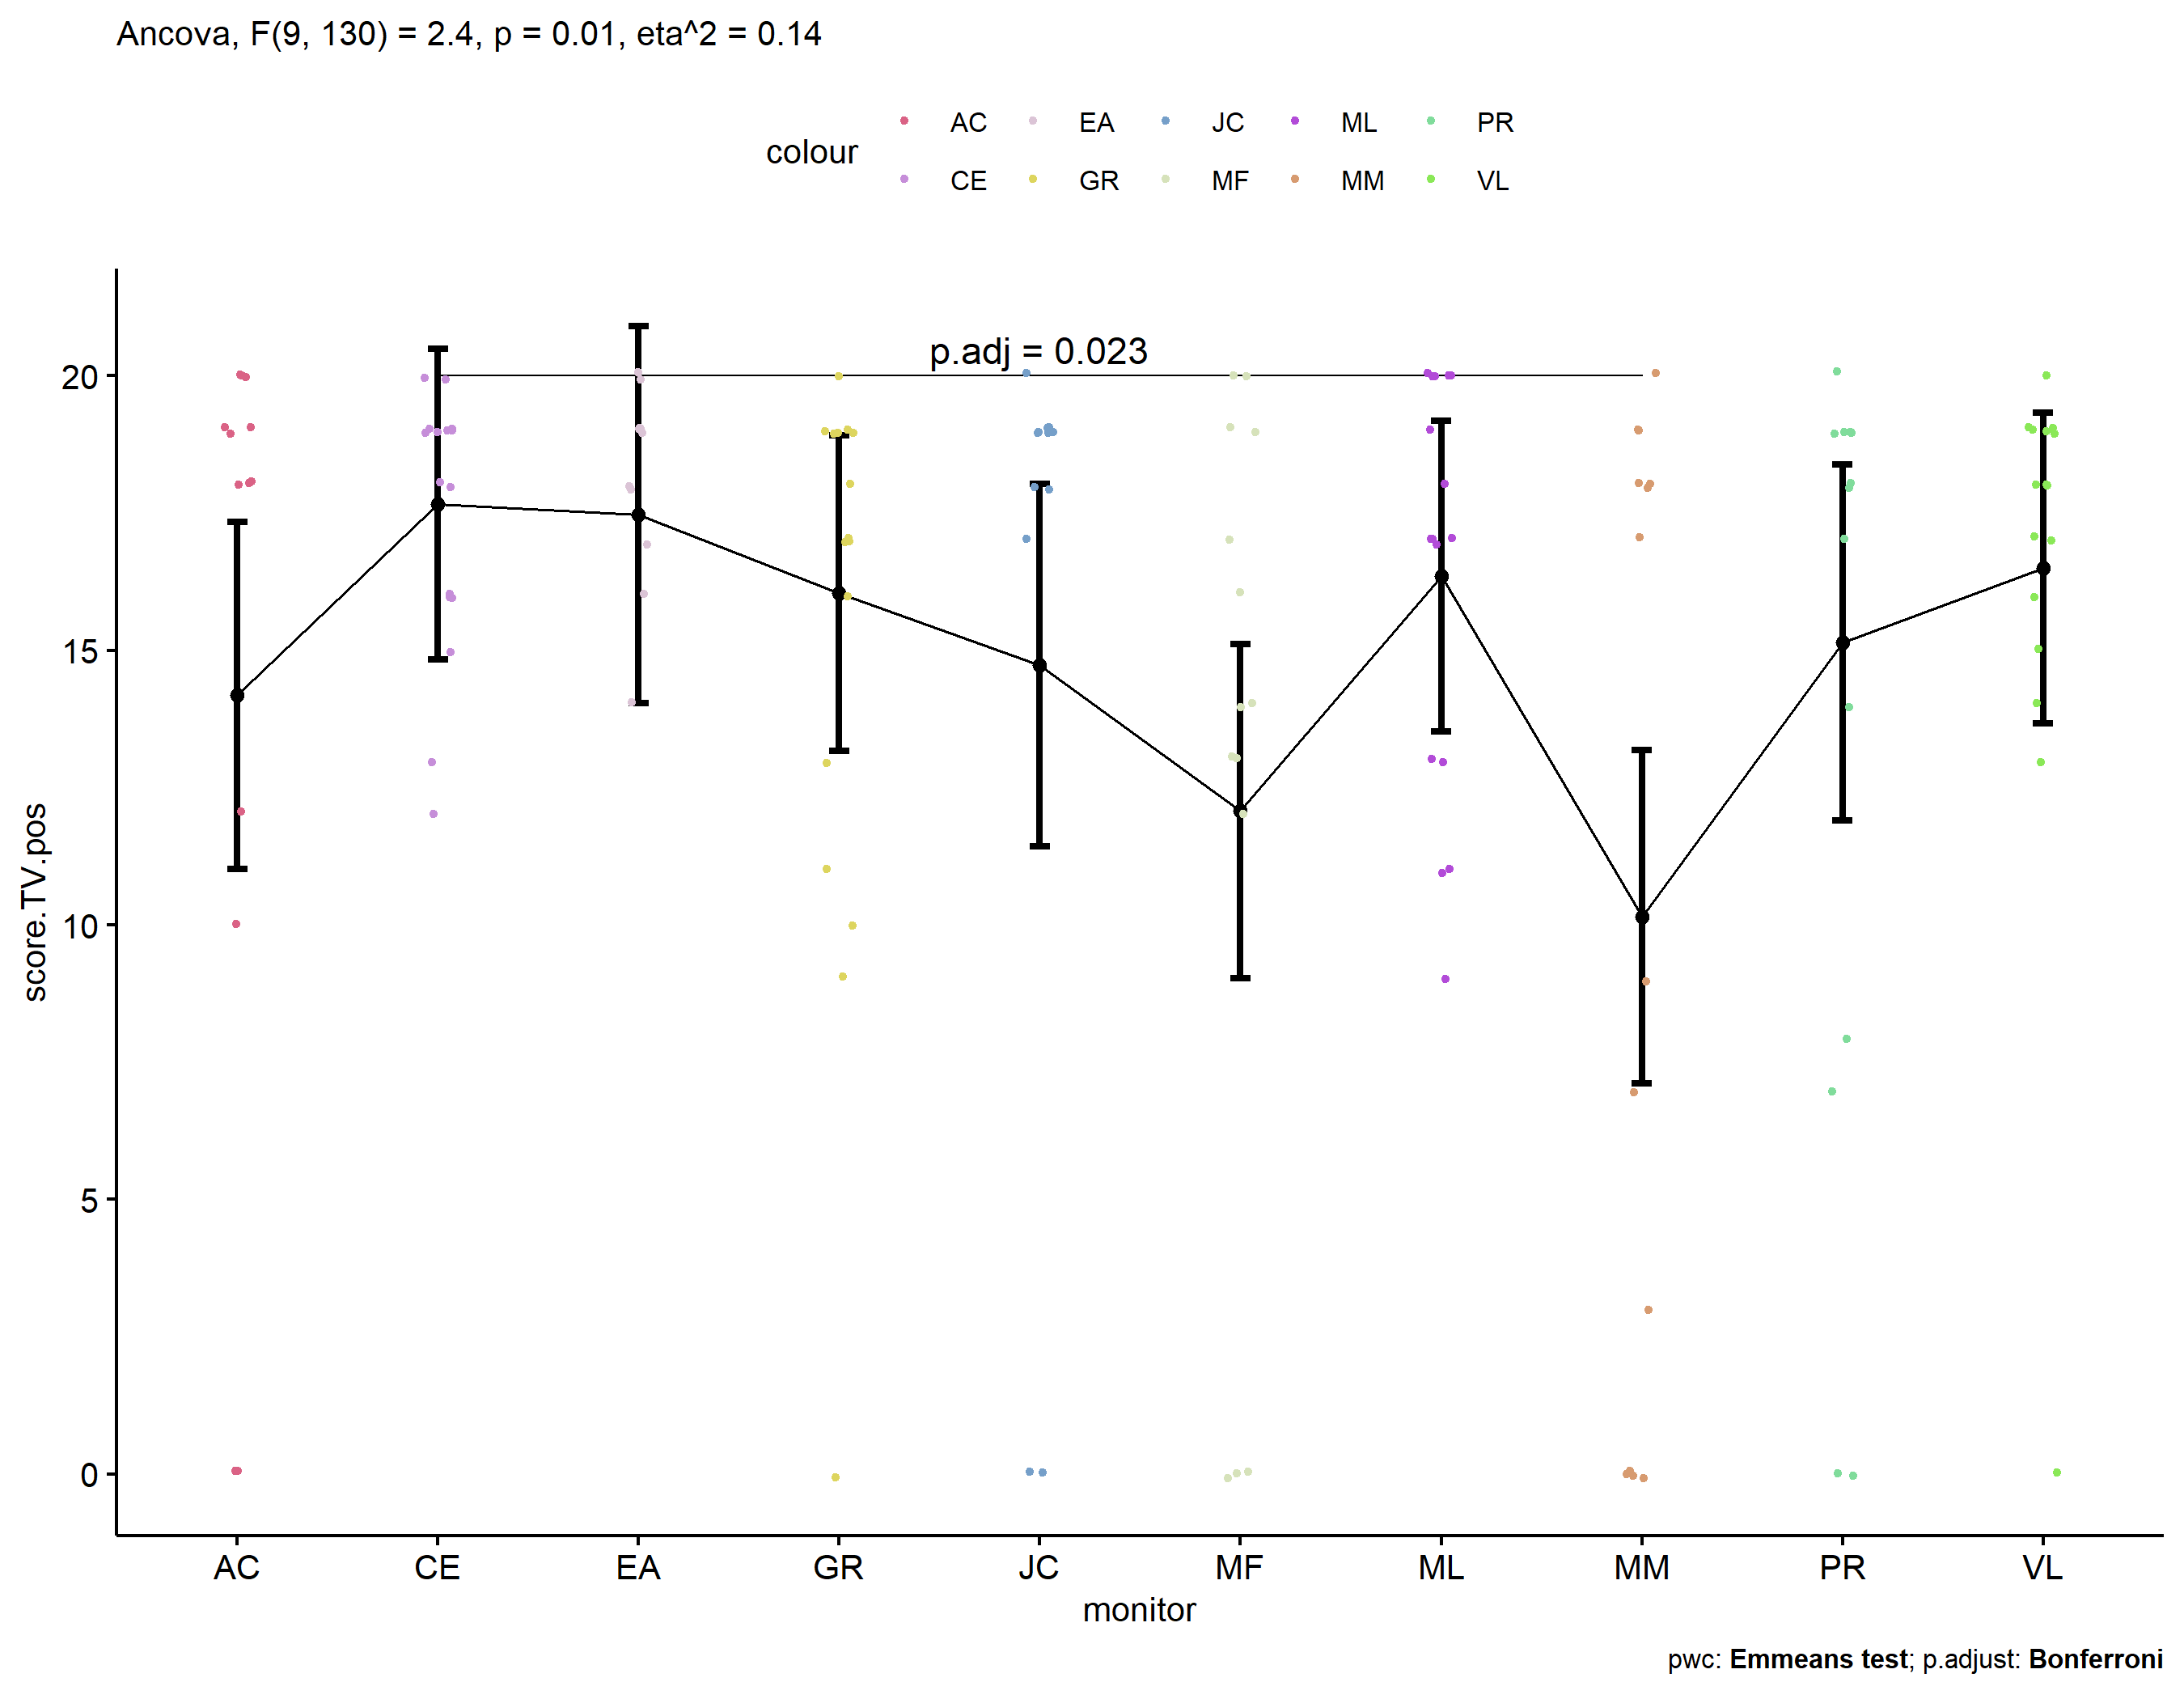 Ancova, F(9, 130) = 2.4, p = 0.01, eta^2 = 0.14
colour
AC EA JC ML PR
CE GR MF MM VL
p.adj = 0.023
20
15
10
5
0
score.TV.pos
AC CE EA GR JC MF ML MM PR VL
monitor
pwc: Emmeans test; p.adjust: Bonferroni